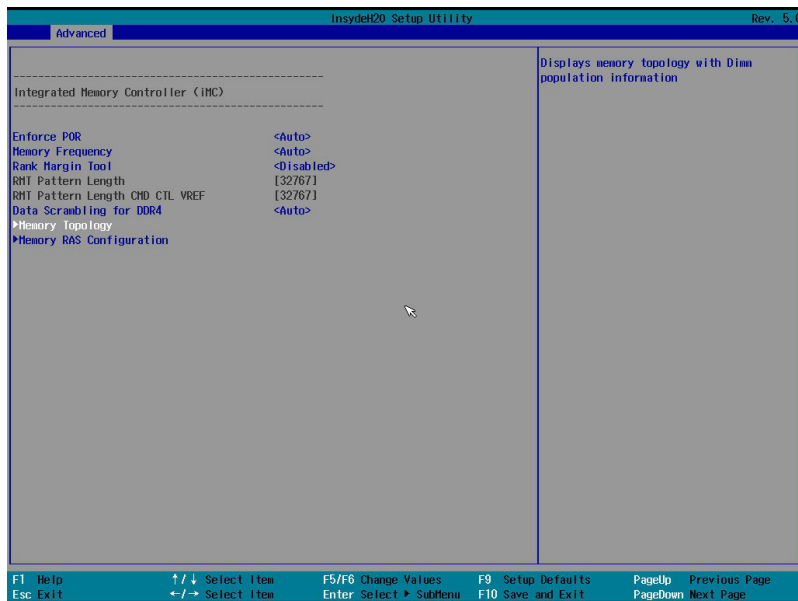 InsydeH20 Setup Utility Rev. 5.
Advanced
Displays memory topology with Dimm
population information
Integrated Memory Controller (iMC)
Enforce POR <Auto>
Memory Frequency <Auto>
Rank Margin Tool <Disabled>
RMT Pattern Length [32767]
RMT Pattern Length CMD CTL VREF [32767]
Data Scrambling for DDR4 <Auto>
▶Memory Topology
▶Memory RAS Configuration
F1 Help ↑/↓ Select Item F5/F6 Change Values F9 Setup Defaults PageUp Previous Page
Esc Exit ←/→ Select Item Enter Select ▶ SubMenu F10 Save and Exit PageDown Next Page